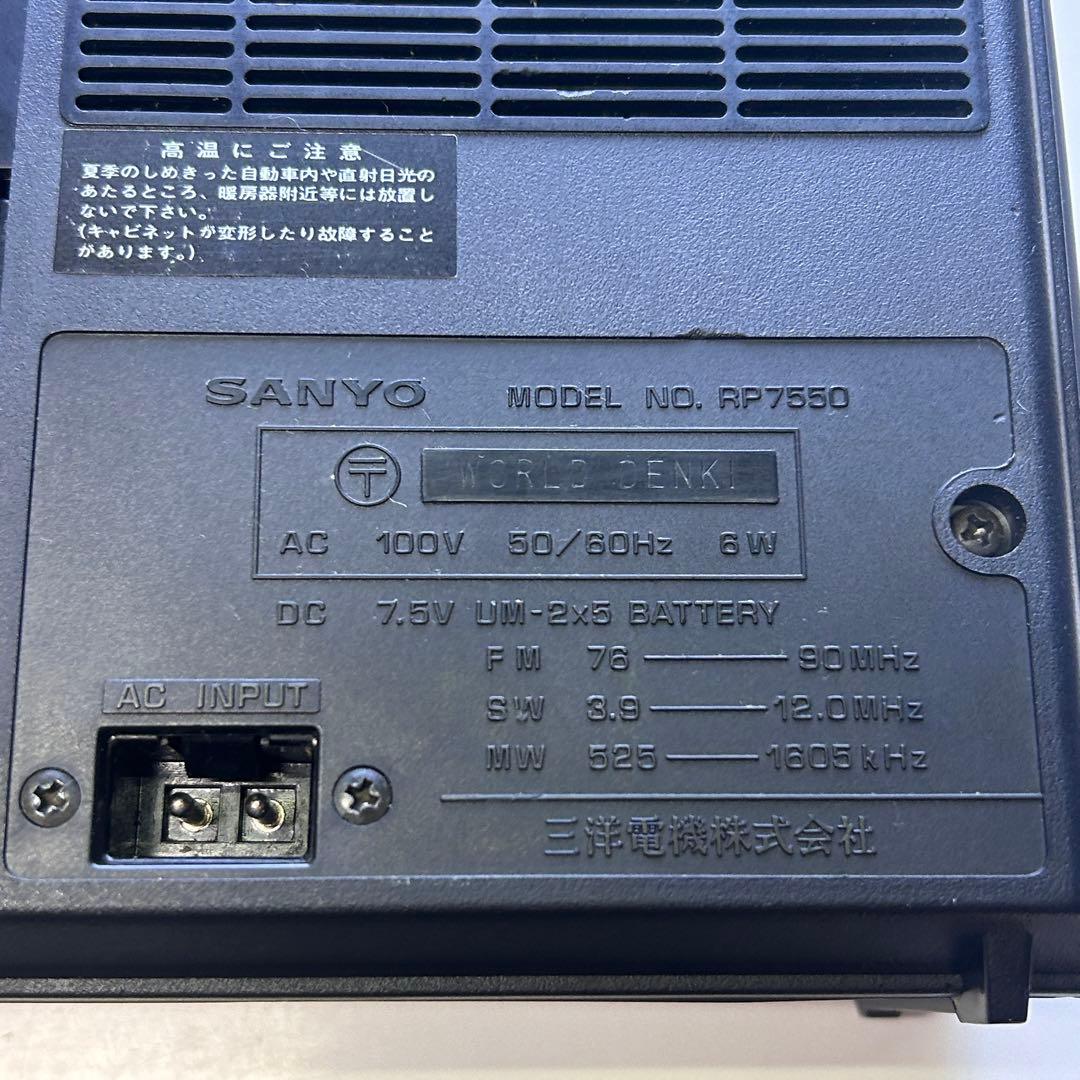 高温にご注意
夏季のしめきった自動車内や直射日光の
あたるところ、暖房器附近等には放置し
ないで下さい。
(キャビネットが変形したり故障すること
があります。)
SANYO MODEL NO. RP7550
〒 WORLD DENKI
AC 100V 50/60Hz 6W
DC 7.5V UM-2x5 BATTERY
FM 76 — 90MHz
SW 3.9 — 12.0MHz
MW 525 — 1605kHz
AC INPUT
三洋電機株式会社